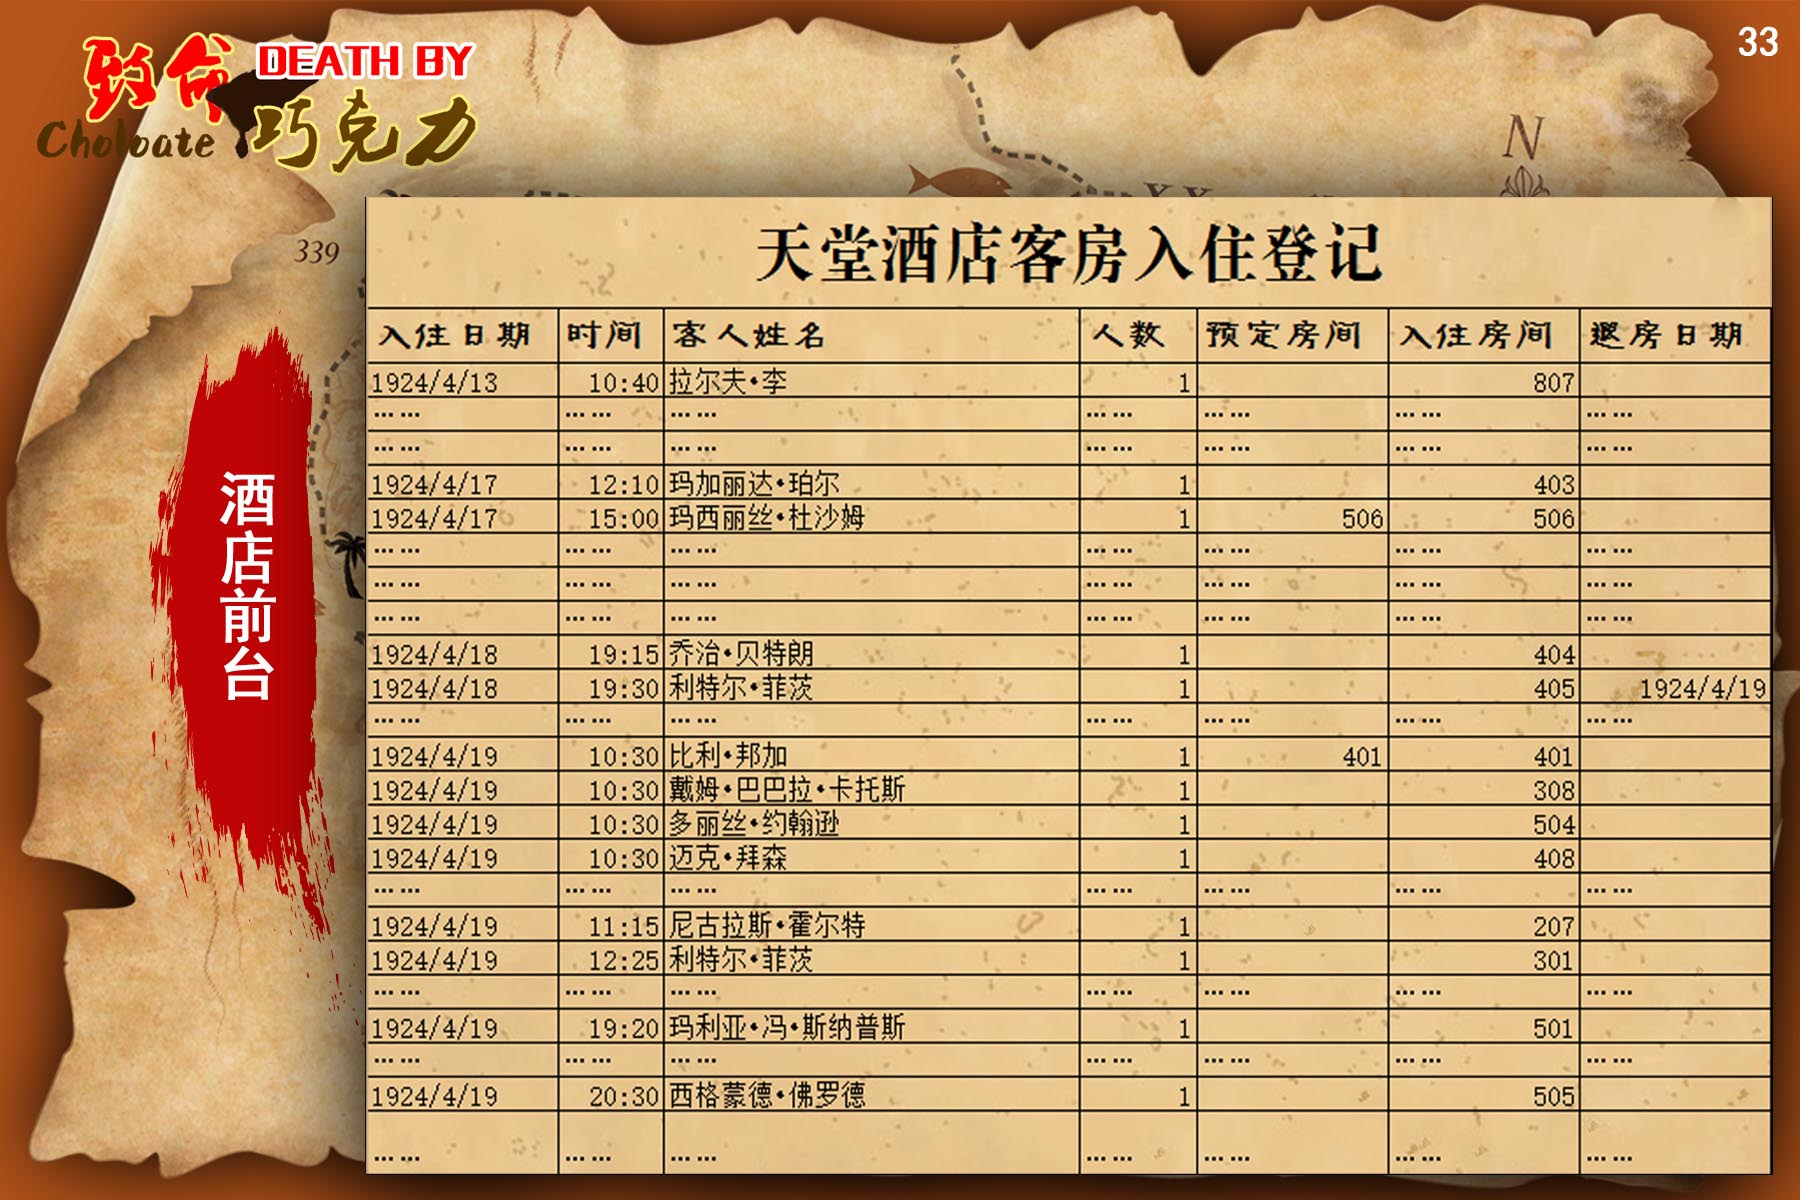 33
致命 DEATH BY
Choloate 巧克力
N
339
酒店前台
天堂酒店客房入住登记
入住日期 时间 客人姓名 人数 预定房间 入住房间 退房日期
1924/4/13 10:40 拉尔夫·李 1 807
…… …… …… …… …… …… ……
…… …… …… …… …… …… ……
1924/4/17 12:10 玛加丽达·珀尔 1 403
1924/4/17 15:00 玛西丽丝·杜沙姆 1 506 506
…… …… …… …… …… …… ……
…… …… …… …… …… …… ……
…… …… …… …… …… …… ……
1924/4/18 19:15 乔治·贝特朗 1 404
1924/4/18 19:30 利特尔·菲茨 1 405 1924/4/19
…… …… …… …… …… …… ……
1924/4/19 10:30 比利·邦加 1 401 401
1924/4/19 10:30 戴姆·巴巴拉·卡托斯 1 308
1924/4/19 10:30 多丽丝·约翰逊 1 504
1924/4/19 10:30 迈克·拜森 1 408
…… …… …… …… …… …… ……
1924/4/19 11:15 尼古拉斯·霍尔特 1 207
1924/4/19 12:25 利特尔·菲茨 1 301
…… …… …… …… …… …… ……
1924/4/19 19:20 玛利亚·冯·斯纳普斯 1 501
…… …… …… …… …… …… ……
1924/4/19 20:30 西格蒙德·佛罗德 1 505
…… …… …… …… …… …… ……